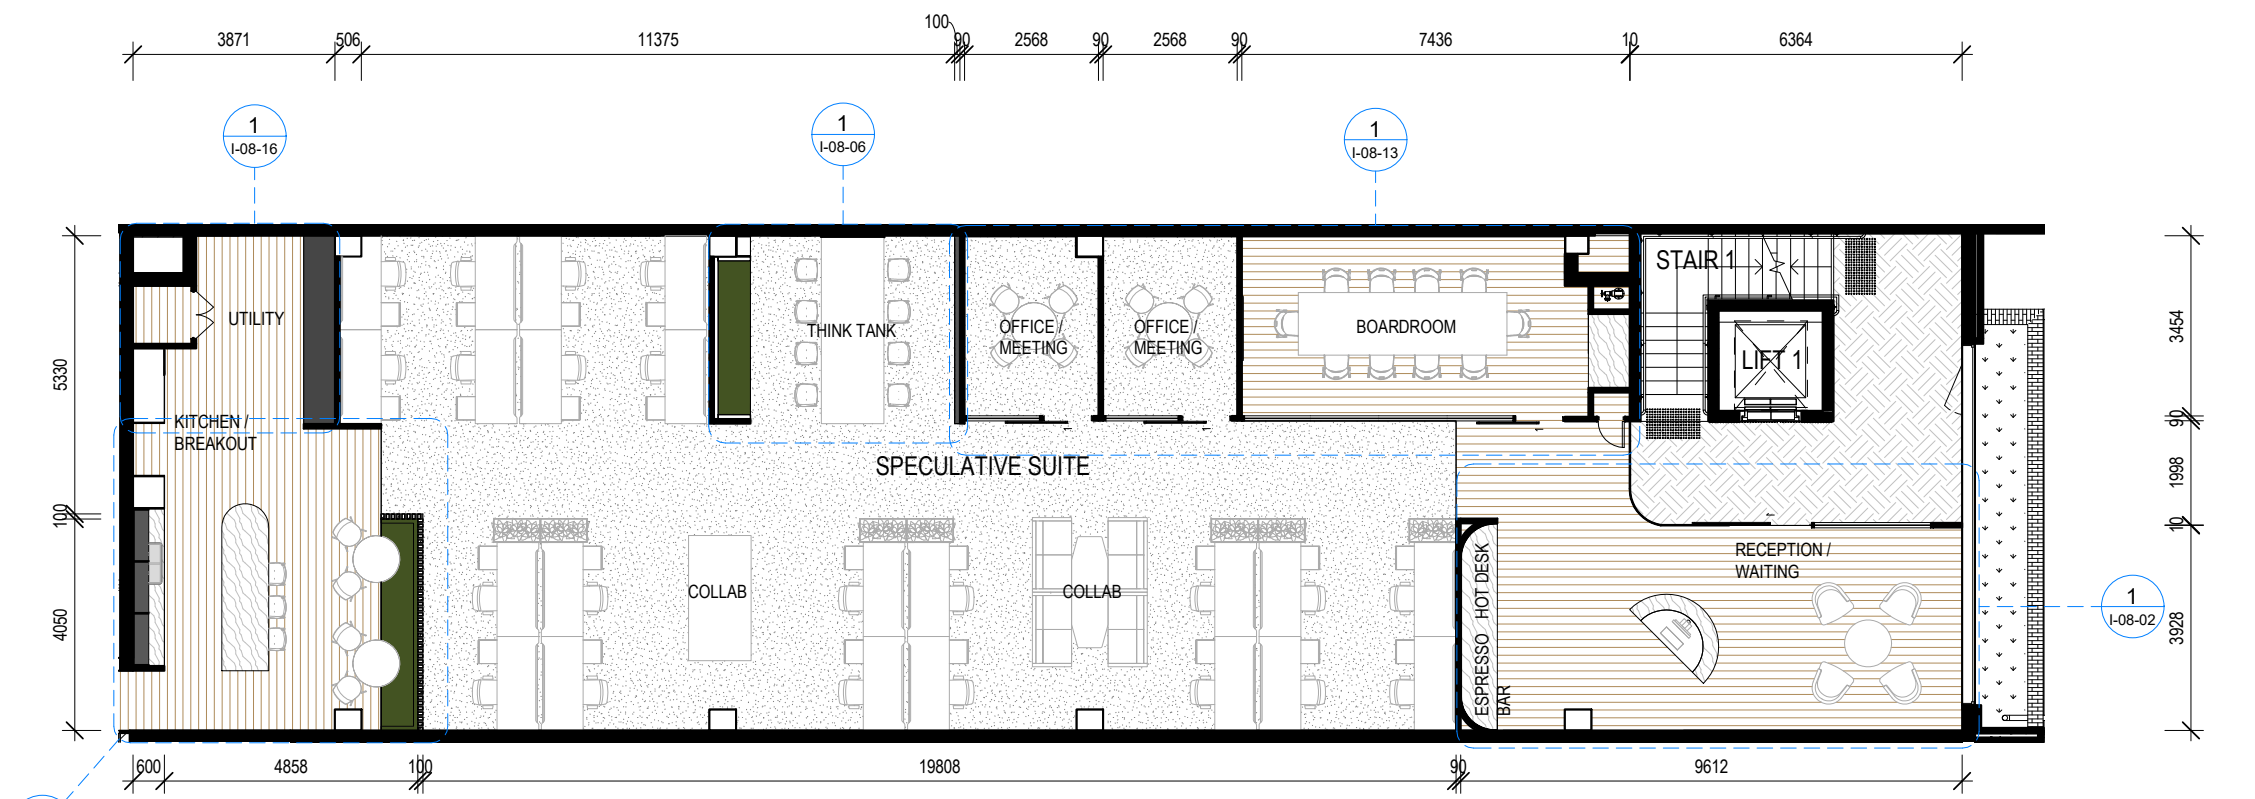 100
3871 506 11375 90 2568 90 2568 90 7436 10 6364
1
I-08-16
1
I-08-06
1
I-08-13
STAIR 1
UTILITY
THINK TANK
OFFICE /
MEETING
OFFICE /
MEETING
BOARDROOM
LIFT 1
KITCHEN /
BREAKOUT
SPECULATIVE SUITE
COLLAB
COLLAB
ESPRESSO HOT DESK
BAR
RECEPTION /
WAITING
5330
100
4050
3454
90
1998
10
3928
1
I-08-02
600 4858 100 19808 90 9612